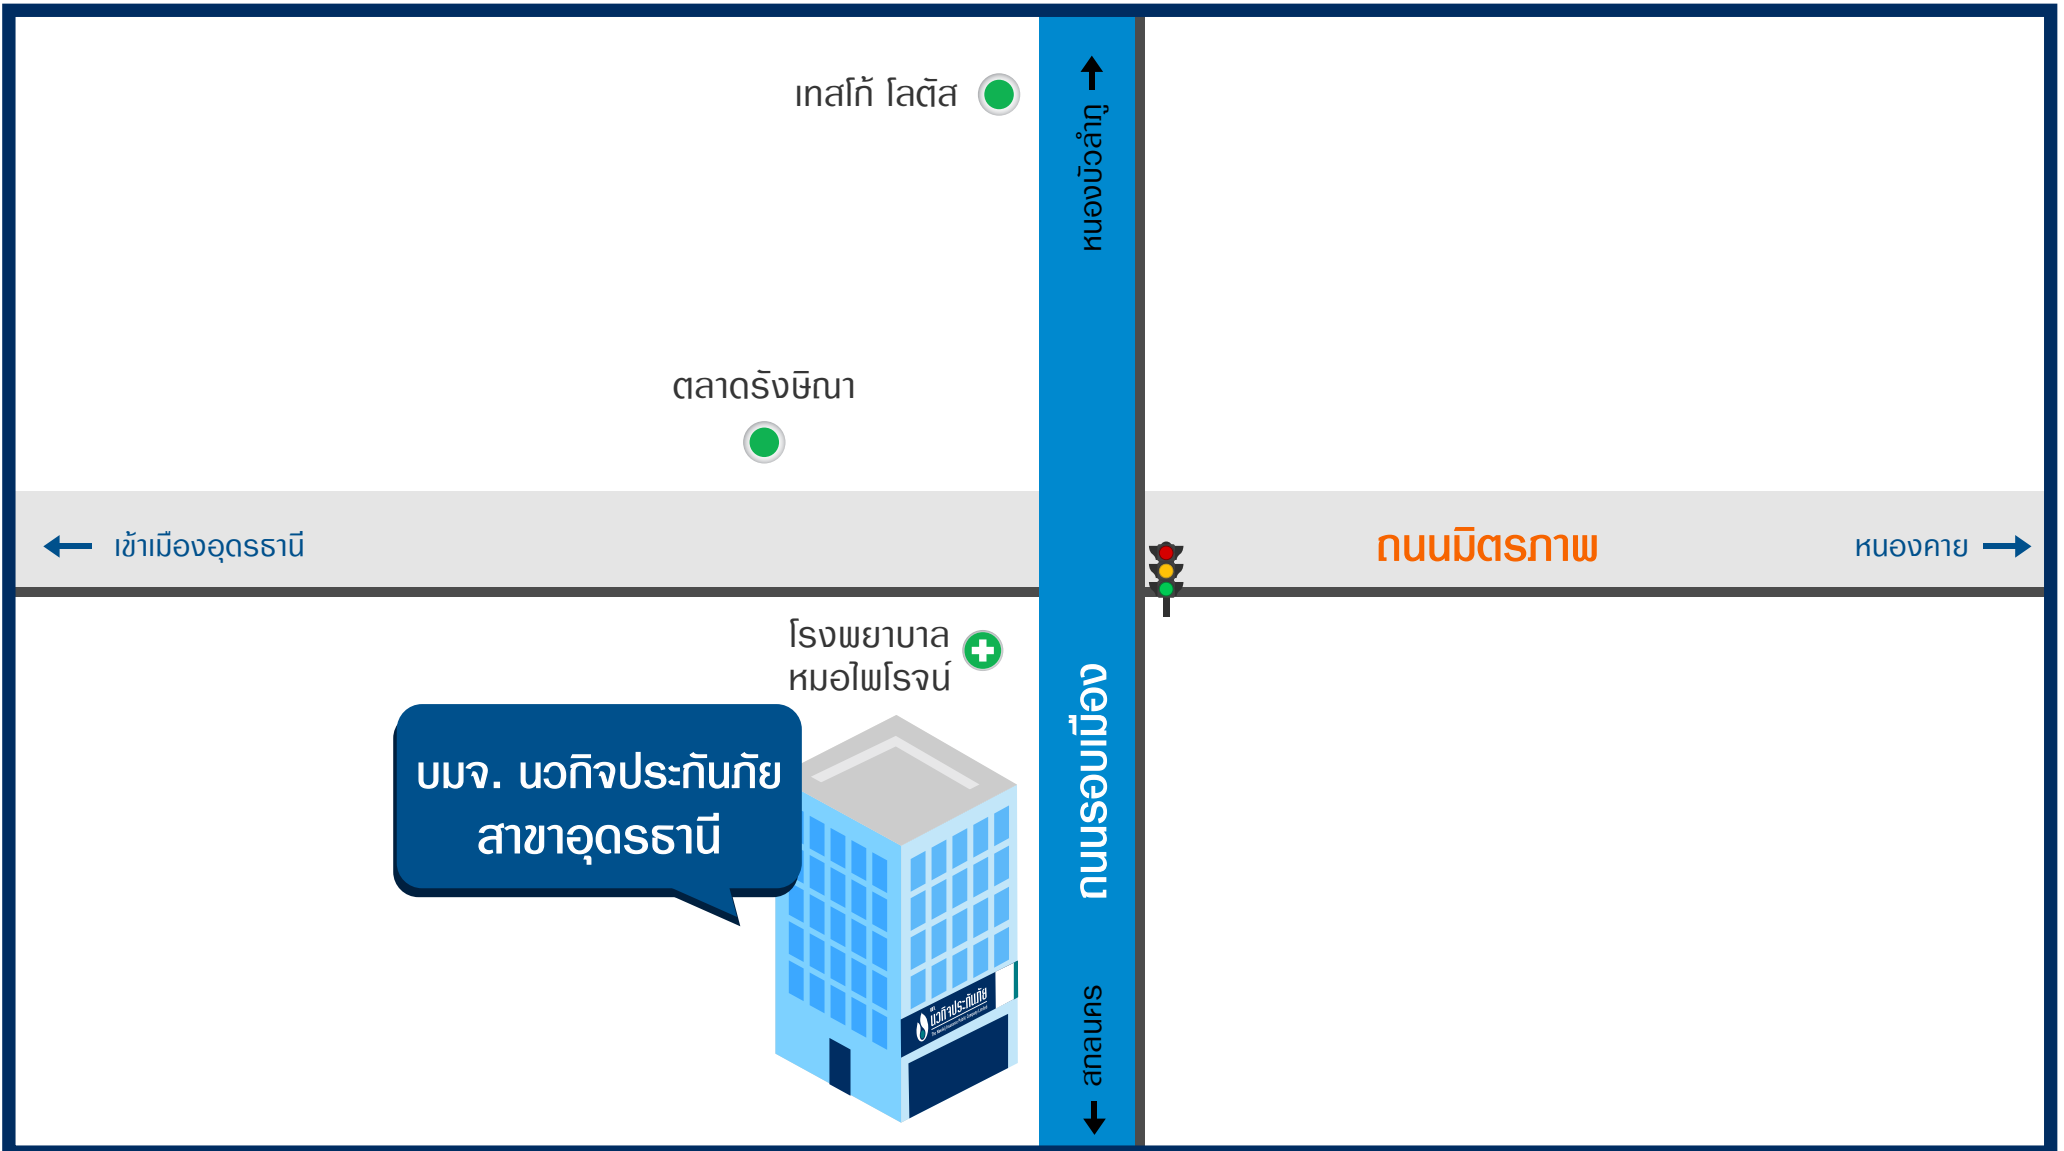 เทสโก้ โลตัส
หนองบัวลำภู
ตลาดรังษิณา
เข้าเมืองอุดรธานี
ถนนมิตรภาพ
หนองคาย
โรงพยาบาล
หมอไพโรจน์
บมจ. นวกิจประกันภัย
สาขาอุดรธานี
ถนนรอบเมือง
สกลนคร
นวกิจประกันภัย